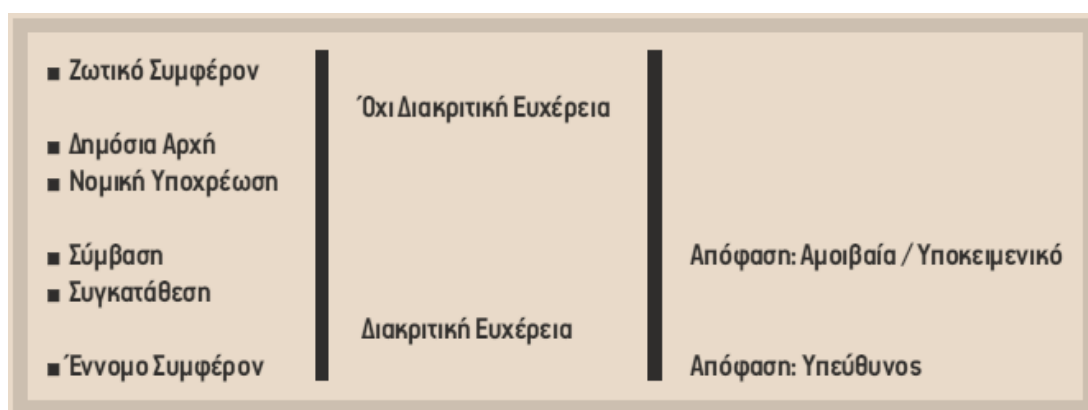 ▪ Ζωτικό Συμφέρον
▪ Δημόσια Αρχή
▪ Νομική Υποχρέωση
▪ Σύμβαση
▪ Συγκατάθεση
▪ Έννομο Συμφέρον
Όχι Διακριτική Ευχέρεια
Διακριτική Ευχέρεια
Απόφαση: Αμοιβαία / Υποκειμενικό
Απόφαση: Υπεύθυνος